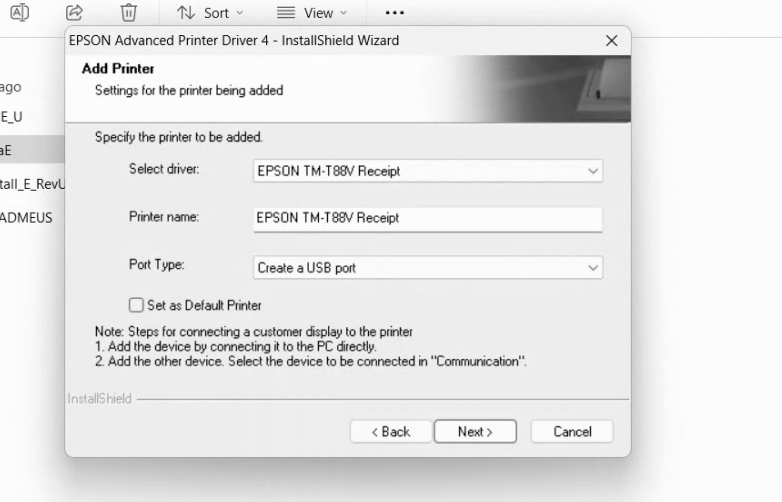 Sort
View
EPSON Advanced Printer Driver 4 - InstallShield Wizard
Add Printer
Settings for the printer being added
ago
E_U
aE
tall_E_RevU
ADMEUS
Specify the printer to be added.
Select driver: EPSON TM-T88V Receipt
Printer name: EPSON TM-T88V Receipt
Port Type: Create a USB port
Set as Default Printer
Note: Steps for connecting a customer display to the printer
1. Add the device by connecting it to the PC directly.
2. Add the other device. Select the device to be connected in "Communication".
InstallShield
< Back Next > Cancel